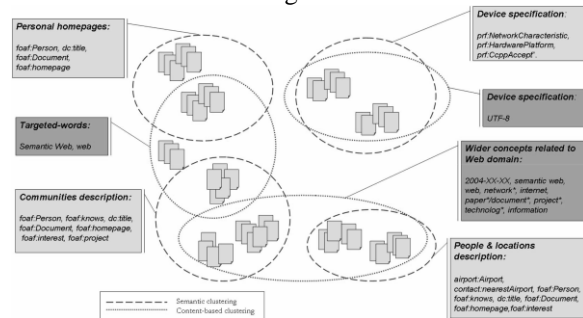 Personal homepages:
foaf:Person, dc:title,
foaf:Document,
foaf:homepage
Targeted-words:
Semantic Web, web
Communities description:
foaf:Person, foaf:knows, dc:title,
foaf:Document, foaf:homepage,
foaf:interest, foaf:project
Device specification:
prf:NetworkCharacteristic,
prf:HardwarePlatform,
prf:CcppAccept*.
Device specification:
UTF-8
Wider concepts related to
Web domain:
2004-XX-XX, semantic web,
web, network*, internet,
paper*/document*, project*,
technolog*, information
People & locations
description:
airport:Airport,
contact:nearestAirport, foaf:Person,
foaf:knows, dc:title, foaf:Document,
foaf:homepage,foaf:interest
Semantic clustering
Content-based clustering